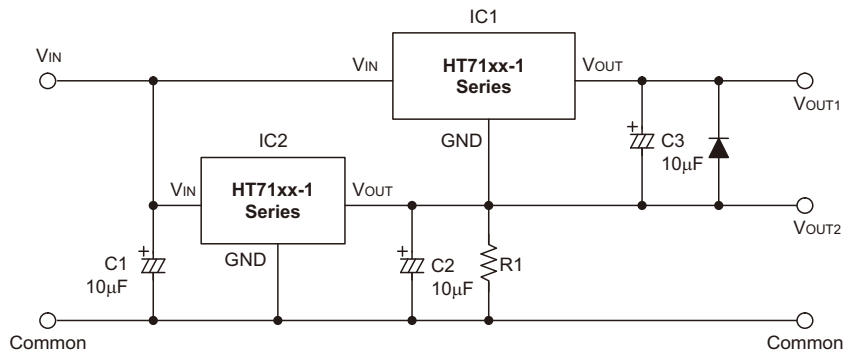 IC1
VIN
VIN
HT71xx-1
Series
VOUT
VOUT1
GND
C3
10μF
IC2
VIN
HT71xx-1
Series
VOUT
VOUT2
GND
C1
10μF
C2
10μF
R1
Common
Common